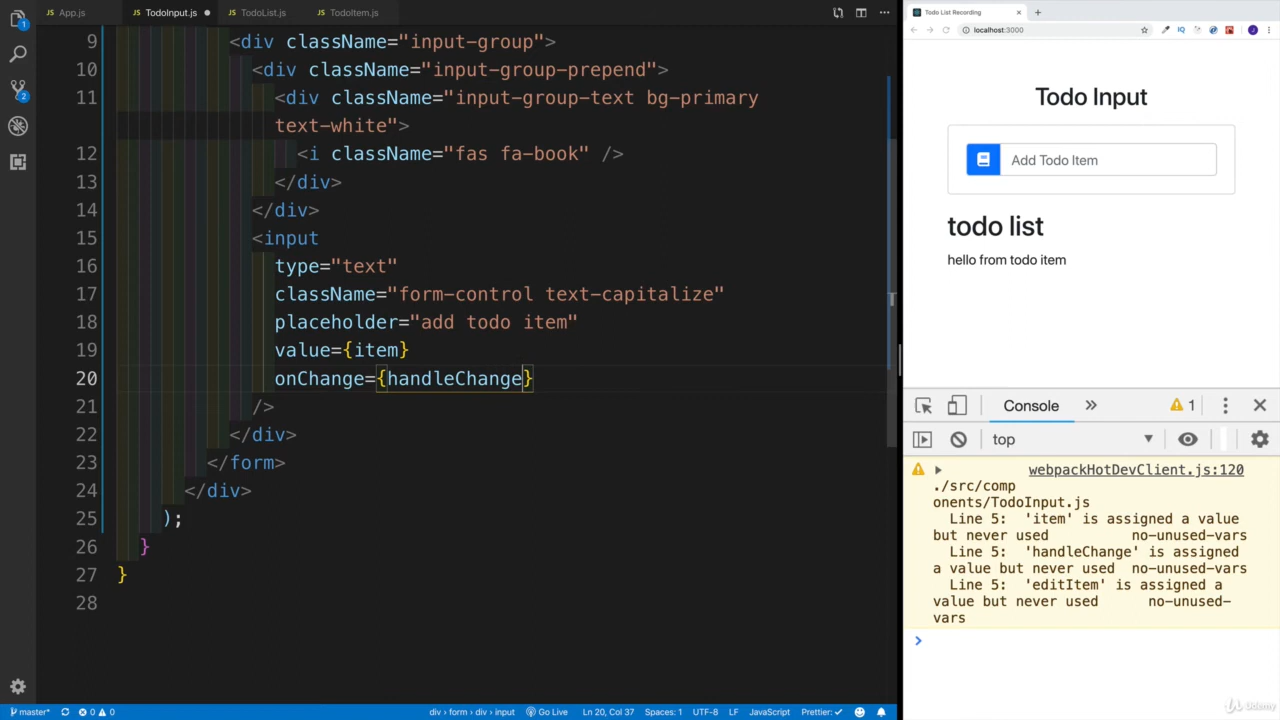 App.js
TodoInput.js
TodoList.js
TodoItem.js
9 <div className="input-group">
10 <div className="input-group-prepend">
11 <div className="input-group-text bg-primary
text-white">
12 <i className="fas fa-book" />
13 </div>
14 </div>
15 <input
16 type="text"
17 className="form-control text-capitalize"
18 placeholder="add todo item"
19 value={item}
20 onChange={handleChange}
21 />
22 </div>
23 </form>
24 </div>
25 );
26 }
27 }
28
1
2
master* 0 0 div › form › div › input Go Live Ln 20, Col 37 Spaces: 1 UTF-8 LF JavaScript Prettier: ✓
Todo List Recording
localhost:3000
IQ
J
Todo Input
Add Todo Item
todo list
hello from todo item
Console » 1
top
webpackHotDevClient.js:120
./src/comp
onents/TodoInput.js
Line 5: 'item' is assigned a value
but never used no-unused-vars
Line 5: 'handleChange' is assigned
a value but never used no-unused-vars
Line 5: 'editItem' is assigned a
value but never used no-unused-
vars
Udemy